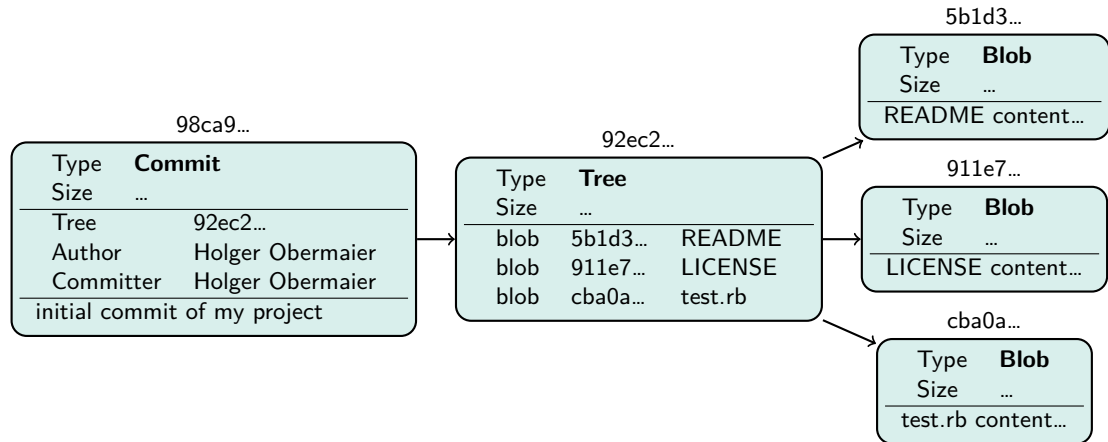 98ca9…
Type Commit
Size …
Tree 92ec2…
Author Holger Obermaier
Committer Holger Obermaier
initial commit of my project
92ec2…
Type Tree
Size …
blob 5b1d3… README
blob 911e7… LICENSE
blob cba0a… test.rb
5b1d3…
Type Blob
Size …
README content…
911e7…
Type Blob
Size …
LICENSE content…
cba0a…
Type Blob
Size …
test.rb content…